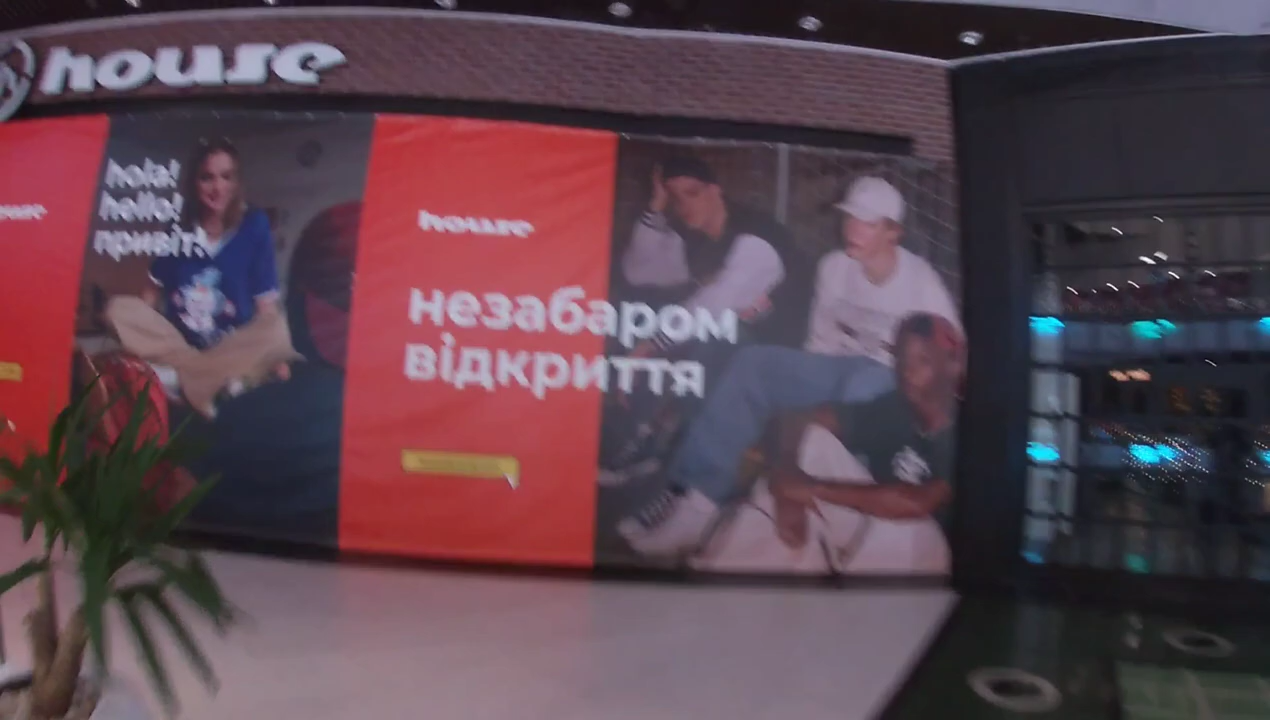 house
hola!
hello!
привіт!
house
незабаром
відкриття